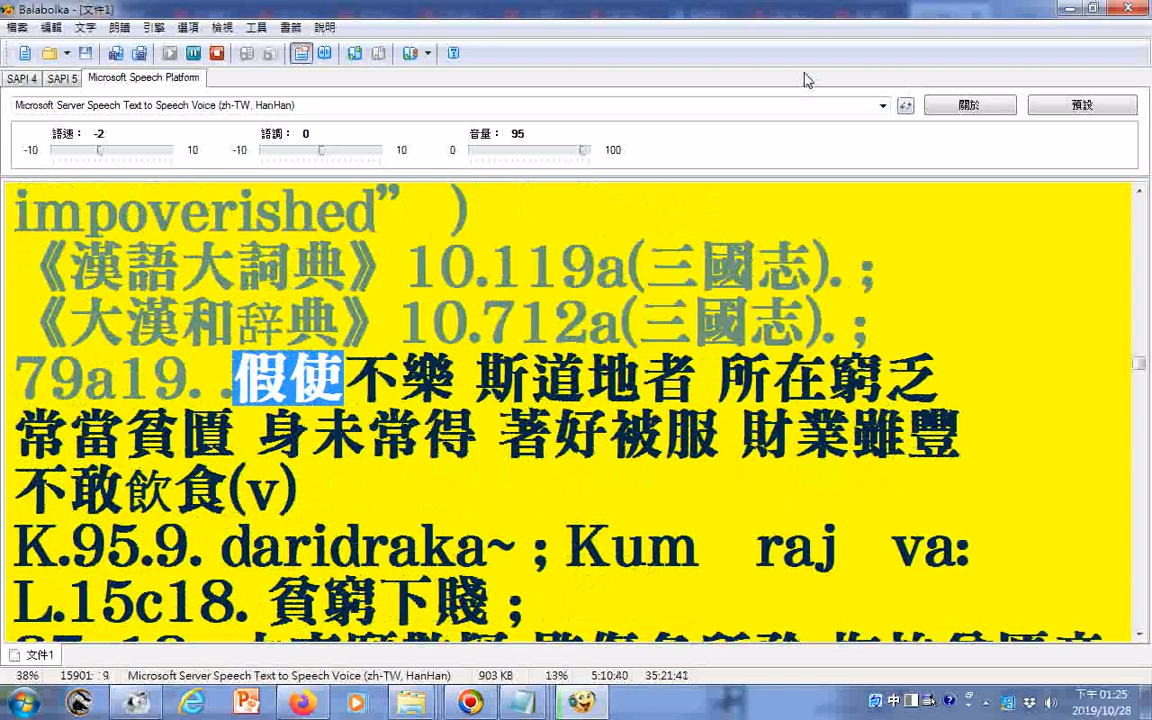 Balabolka - [文件1]
檔案 編輯 文字 朗讀 引擎 選項 檢視 工具 書籤 說明
SAPI 4 SAPI 5 Microsoft Speech Platform
Microsoft Server Speech Text to Speech Voice (zh-TW, HanHan) 關於 預設
語速： -2 語調： 0 音量： 95
-10 10 -10 10 0 100
impoverished” )
《漢語大詞典》 10.119a(三國志). ;
《大漢和辞典》 10.712a(三國志). ;
79a19. .假使不樂 斯道地者 所在窮乏
常當貧匱 身未常得 著好被服 財業雖豐
不敢飲食(v)
K.95.9. daridraka~ ; Kum raj va:
L.15c18. 貧窮下賤 ;
文件1
38% 15901: 9 Microsoft Server Speech Text to Speech Voice (zh-TW, HanHan) 903 KB 13% 5:10:40 35:21:41
中 下午 01:25
2019/10/28